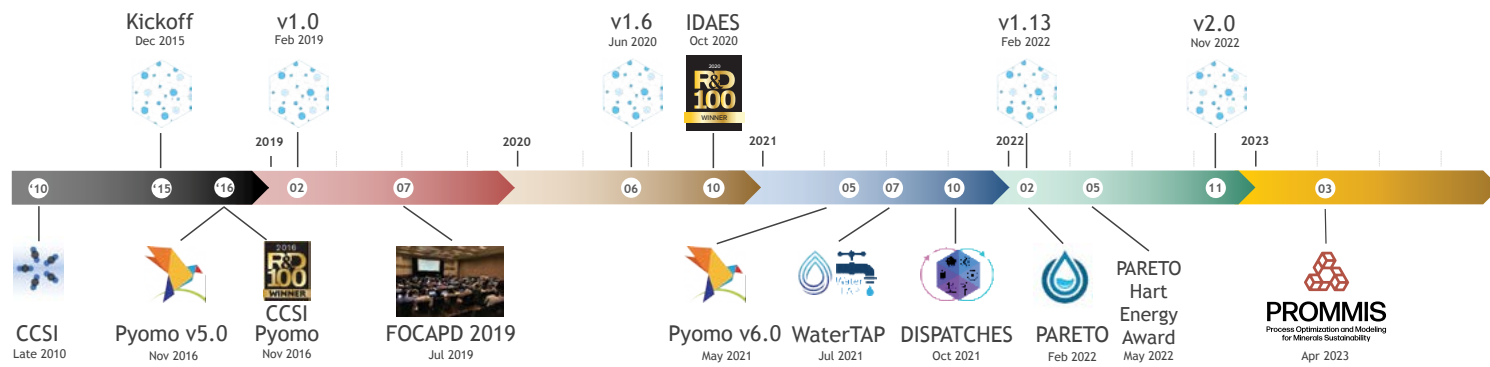 Kickoff
Dec 2015
v1.0
Feb 2019
v1.6
Jun 2020
IDAES
Oct 2020
2020
R&D
100
WINNER
v1.13
Feb 2022
v2.0
Nov 2022
2019
2020
2021
2022
2023
'10
'15
'16
02
07
06
10
05
07
10
02
05
11
03
CCSI
Late 2010
Pyomo v5.0
Nov 2016
2016
R&D
100
WINNER
CCSI
Pyomo
Nov 2016
FOCAPD 2019
Jul 2019
Pyomo v6.0
May 2021
Water
TAP
WaterTAP
Jul 2021
DISPATCHES
Oct 2021
PARETO
Feb 2022
PARETO
Hart
Energy
Award
May 2022
PROMMIS
Process Optimization and Modeling
for Minerals Sustainability
Apr 2023